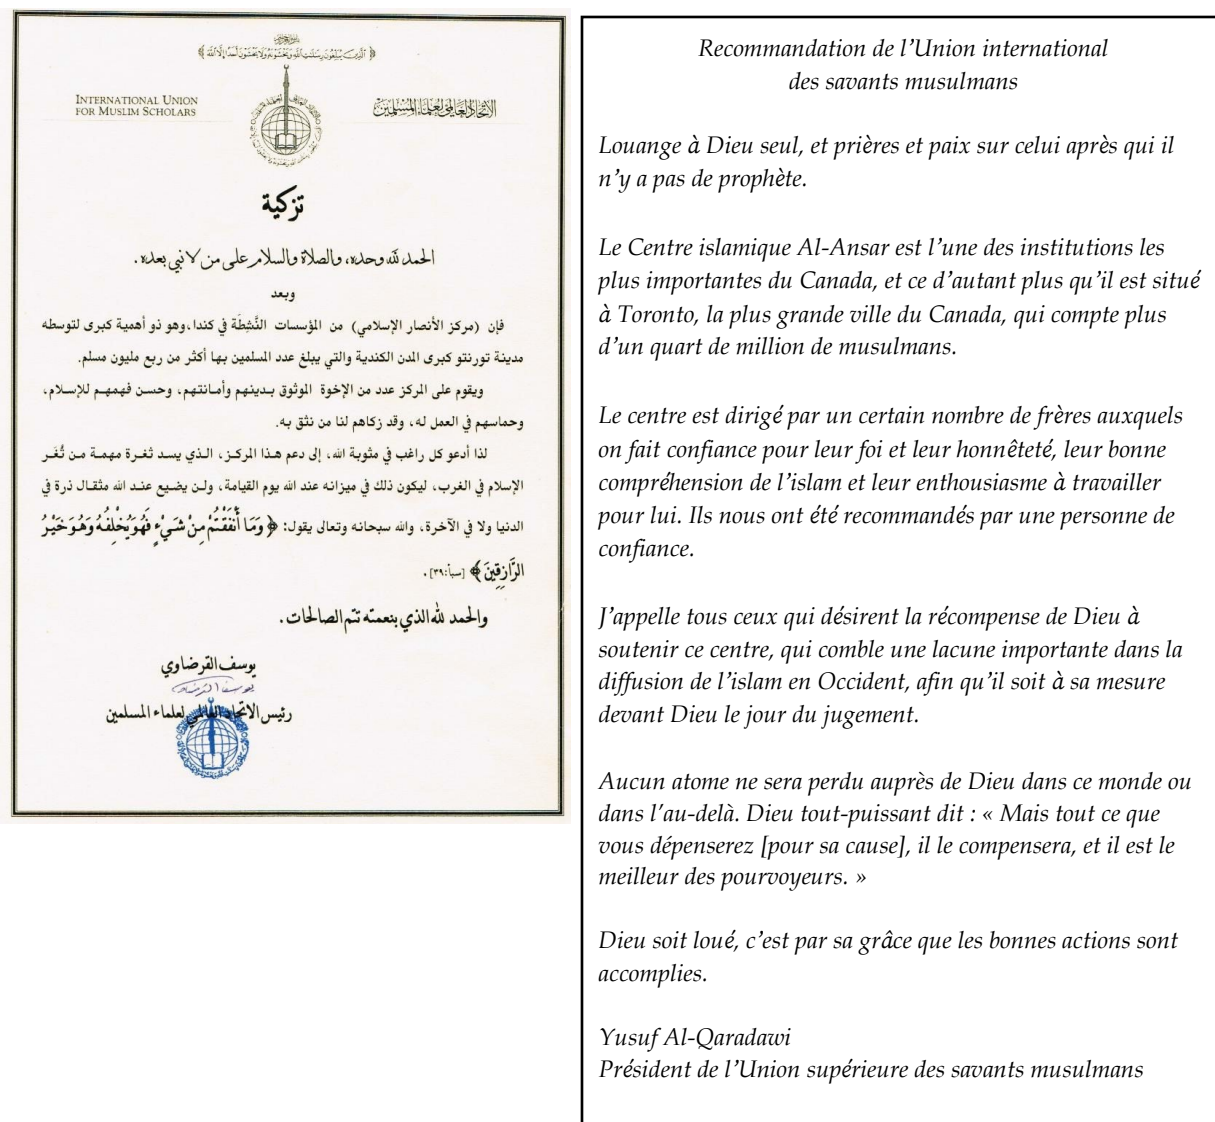 ﴿ الَّذِينَ يُبَلِّغُونَ رِسَالَاتِ اللَّهِ وَيَخْشَوْنَهُ وَلَا يَخْشَوْنَ أَحَدًا إِلَّا اللَّهَ ﴾
INTERNATIONAL UNION
FOR MUSLIM SCHOLARS
الاتحاد العالمي لعلماء المسلمين
تزكية
الحمد لله وحده، والصلاة والسلام على من لا نبي بعده .
وبعد
فإن (مركز الأنصار الإسلامي) من المؤسسات النَّشِطَة في كندا، وهو ذو أهمية كبرى لتوسطه
مدينة تورنتو كبرى المدن الكندية والتي يبلغ عدد المسلمين بها أكثر من ربع مليون مسلم.
ويقوم على المركز عدد من الإخوة الموثوق بدينهم وأمانتهم، وحسن فهمهم للإسلام،
وحماسهم في العمل له، وقد زكاهم لنا من نثق به.
لذا أدعو كل راغب في مثوبة الله، إلى دعم هذا المركز، الذي يسد ثغرة مهمة من ثُغَر
الإسلام في الغرب، ليكون ذلك في ميزانه عند الله يوم القيامة، ولن يضيع عند الله مثقال ذرة في
الدنيا ولا في الآخرة، والله سبحانه وتعالى يقول: ﴿ وَمَا أَنفَقْتُمْ مِنْ شَيْءٍ فَهُوَ يُخْلِفُهُ وَهُوَ خَيْرُ
الرَّازِقِينَ ﴾ [سبأ:٣٩] .
والحمد لله الذي بنعمته تتم الصالحات .
يوسف القرضاوي
يوسف القرضاوي
رئيس الاتحاد العالمي لعلماء المسلمين
Recommandation de l’Union international
des savants musulmans
Louange à Dieu seul, et prières et paix sur celui après qui il
n’y a pas de prophète.
Le Centre islamique Al-Ansar est l’une des institutions les
plus importantes du Canada, et ce d’autant plus qu’il est situé
à Toronto, la plus grande ville du Canada, qui compte plus
d’un quart de million de musulmans.
Le centre est dirigé par un certain nombre de frères auxquels
on fait confiance pour leur foi et leur honnêteté, leur bonne
compréhension de l’islam et leur enthousiasme à travailler
pour lui. Ils nous ont été recommandés par une personne de
confiance.
J’appelle tous ceux qui désirent la récompense de Dieu à
soutenir ce centre, qui comble une lacune importante dans la
diffusion de l’islam en Occident, afin qu’il soit à sa mesure
devant Dieu le jour du jugement.
Aucun atome ne sera perdu auprès de Dieu dans ce monde ou
dans l’au-delà. Dieu tout-puissant dit : « Mais tout ce que
vous dépenserez [pour sa cause], il le compensera, et il est le
meilleur des pourvoyeurs. »
Dieu soit loué, c’est par sa grâce que les bonnes actions sont
accomplies.
Yusuf Al-Qaradawi
Président de l’Union supérieure des savants musulmans